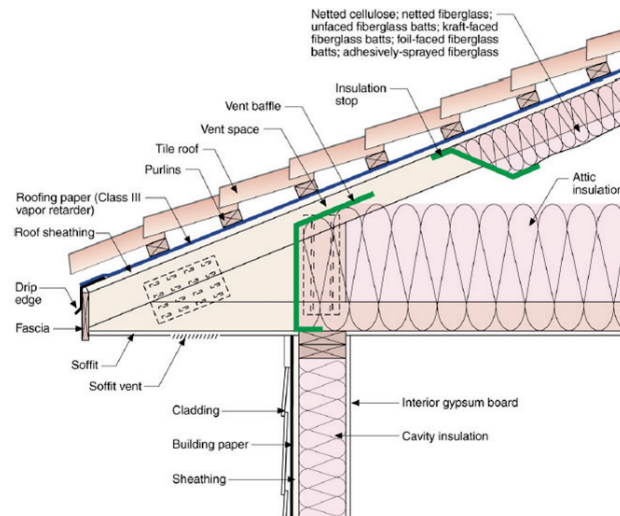 Netted cellulose; netted fiberglass;
unfaced fiberglass batts; kraft-faced
fiberglass batts; foil-faced fiberglass
batts; adhesively-sprayed fiberglass
Insulation
stop
Vent baffle
Vent space
Tile roof
Purlins
Roofing paper (Class III
vapor retarder)
Roof sheathing
Attic
insulation
Drip
edge
Fascia
Soffit
Soffit vent
Cladding
Building paper
Sheathing
Interior gypsum board
Cavity insulation